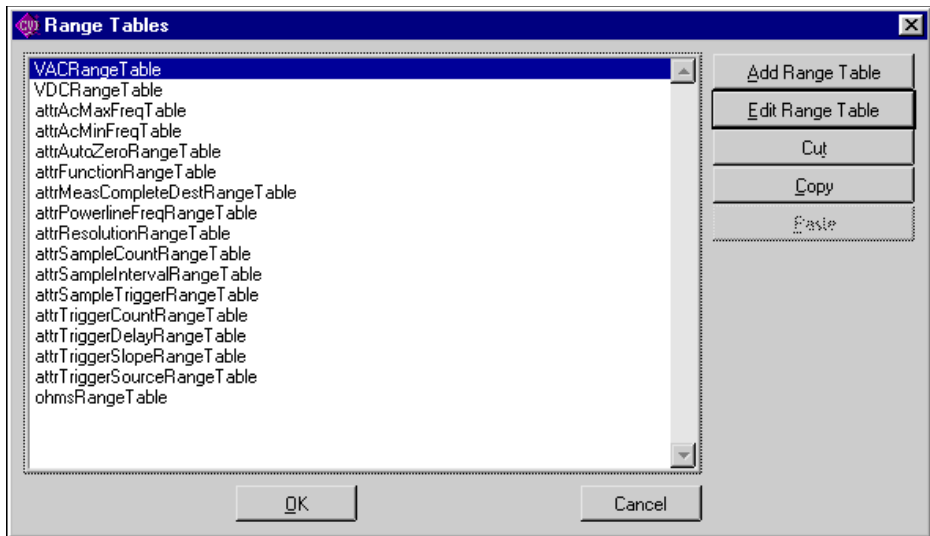 cvi Range Tables
VACRangeTable
VDCRangeTable
attrAcMaxFreqTable
attrAcMinFreqTable
attrAutoZeroRangeTable
attrFunctionRangeTable
attrMeasCompleteDestRangeTable
attrPowerlineFreqRangeTable
attrResolutionRangeTable
attrSampleCountRangeTable
attrSampleIntervalRangeTable
attrSampleTriggerRangeTable
attrTriggerCountRangeTable
attrTriggerDelayRangeTable
attrTriggerSlopeRangeTable
attrTriggerSourceRangeTable
ohmsRangeTable
Add Range Table
Edit Range Table
Cut
Copy
Paste
OK
Cancel